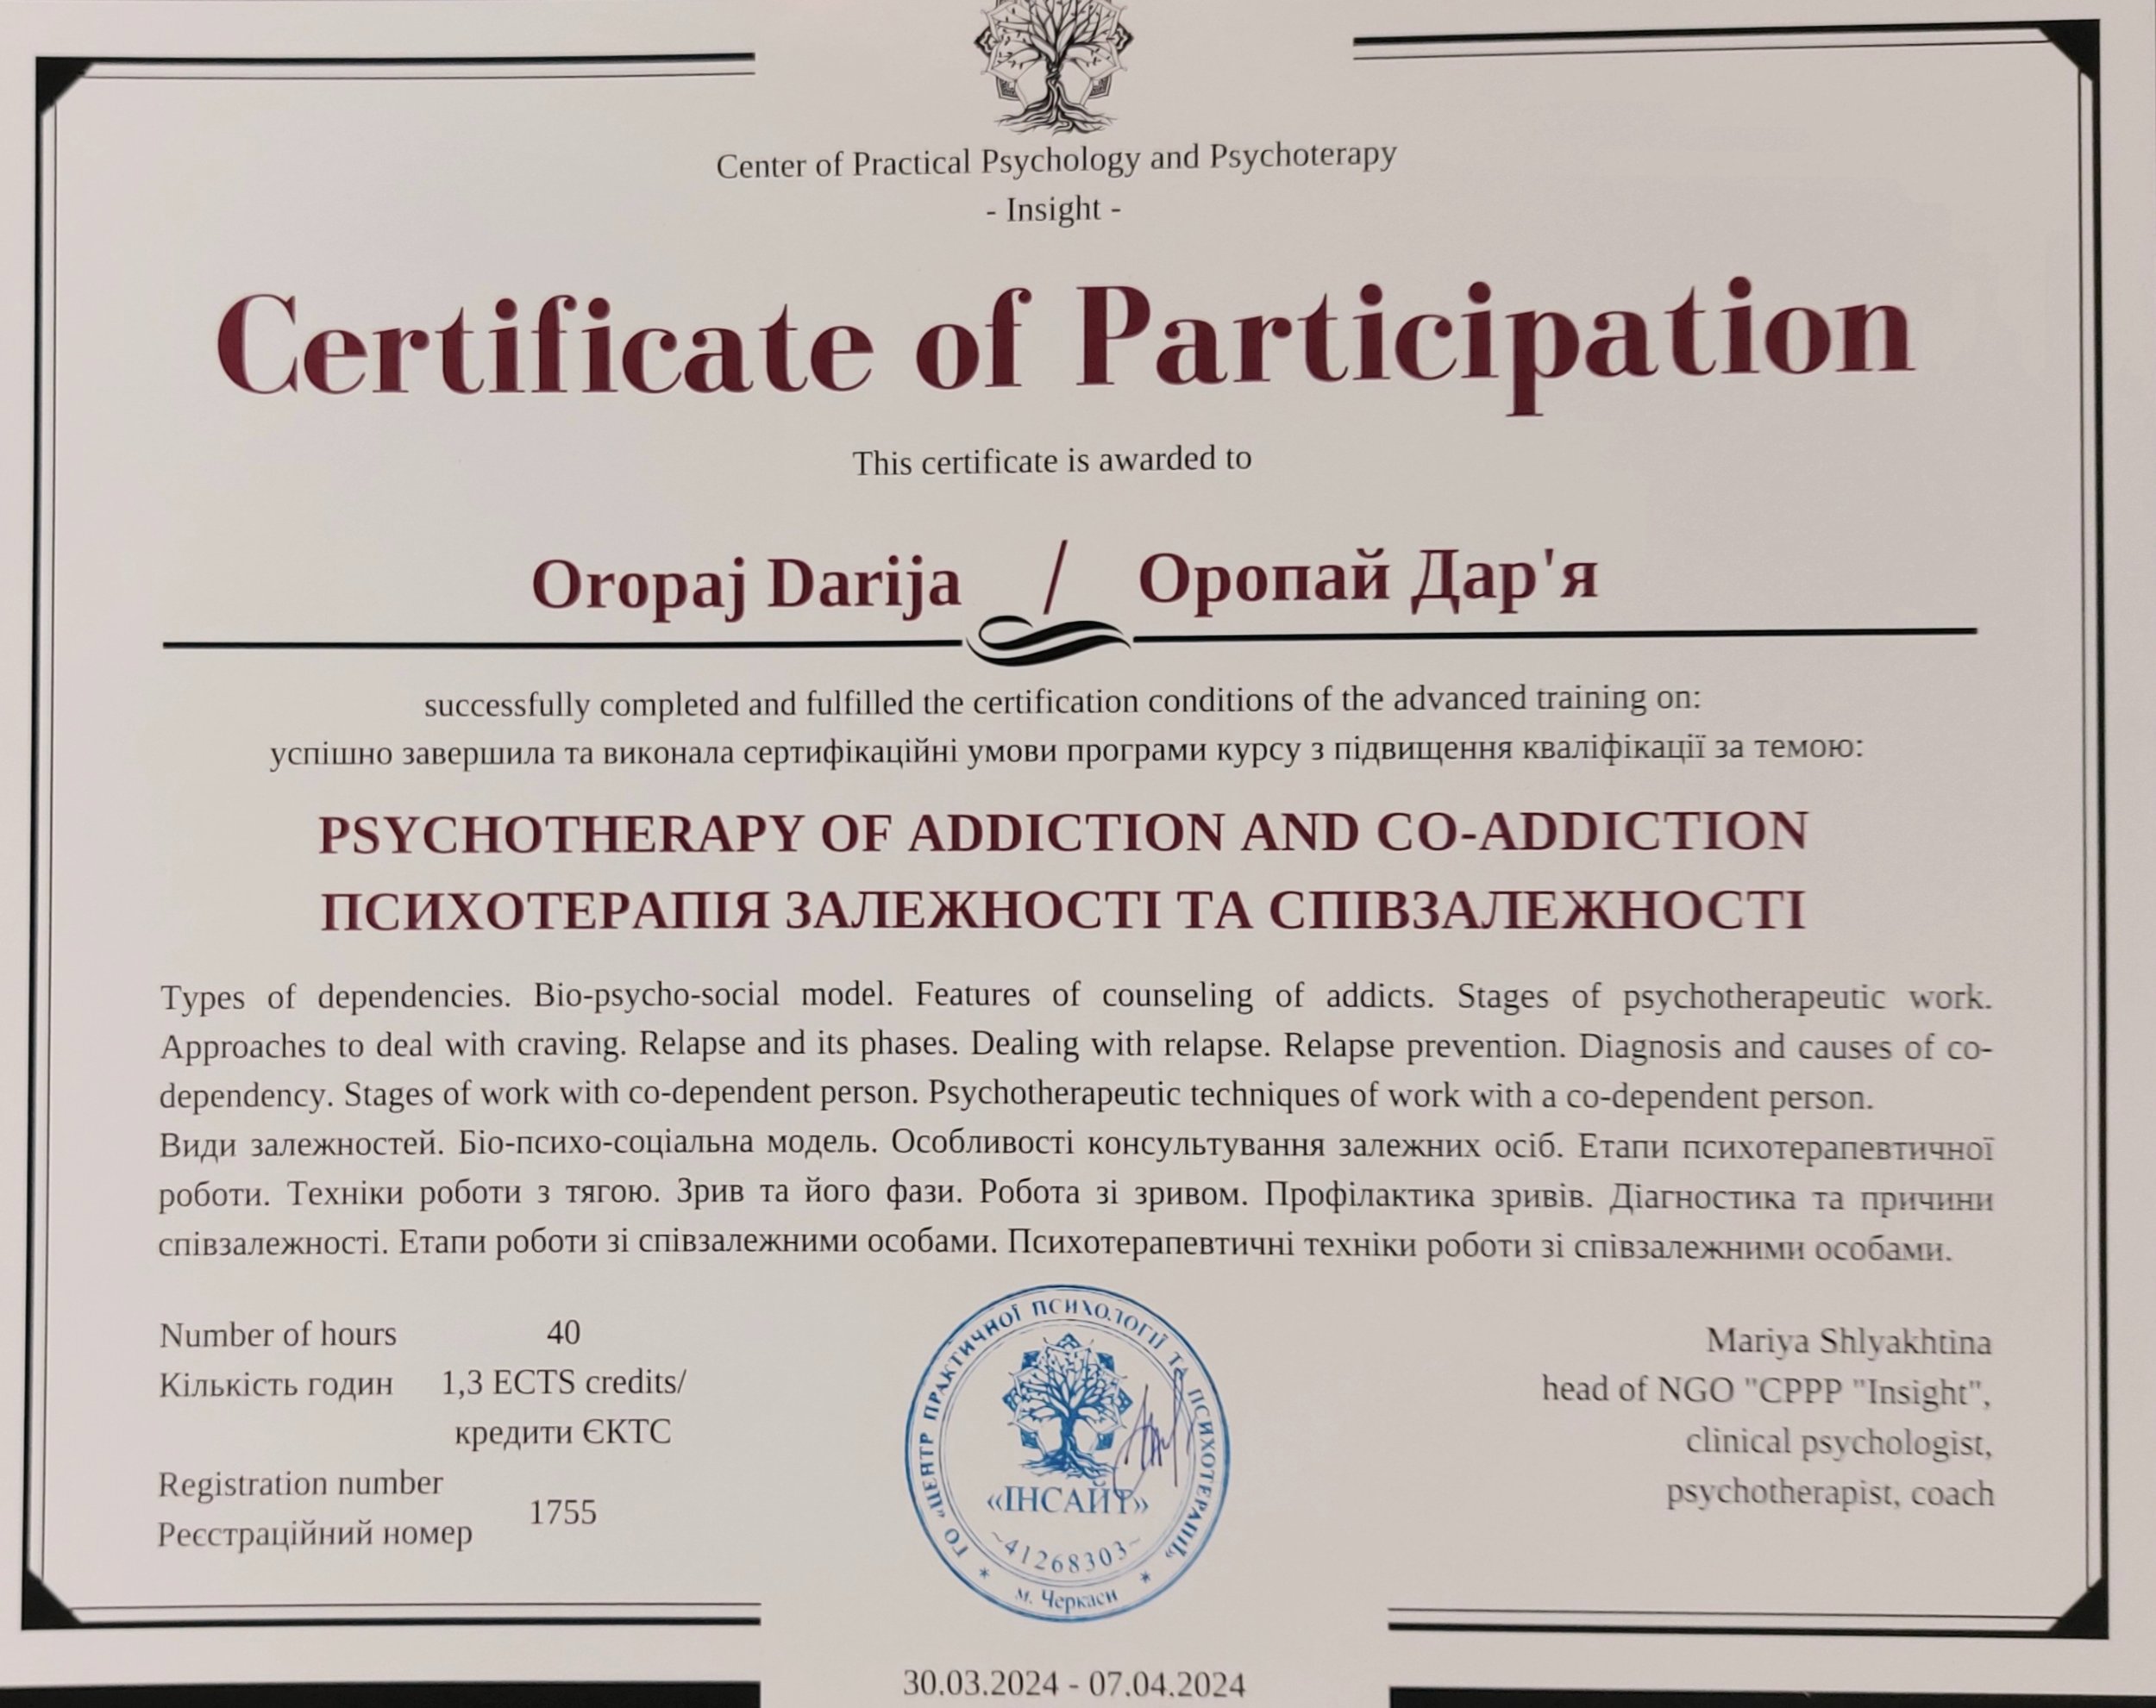 Center of Practical Psychology and Psychoterapy
- Insight -
Certificate of Participation
This certificate is awarded to
Oropaj Darija / Оропай Дар'я
successfully completed and fulfilled the certification conditions of the advanced training on:
успішно завершила та виконала сертифікаційні умови програми курсу з підвищення кваліфікації за темою:
PSYCHOTHERAPY OF ADDICTION AND CO-ADDICTION
ПСИХОТЕРАПІЯ ЗАЛЕЖНОСТІ ТА СПІВЗАЛЕЖНОСТІ
Types of dependencies. Bio-psycho-social model. Features of counseling of addicts. Stages of psychotherapeutic work.
Approaches to deal with craving. Relapse and its phases. Dealing with relapse. Relapse prevention. Diagnosis and causes of co-
dependency. Stages of work with co-dependent person. Psychotherapeutic techniques of work with a co-dependent person.
Види залежностей. Біо-психо-соціальна модель. Особливості консультування залежних осіб. Етапи психотерапевтичної
роботи. Техніки роботи з тягою. Зрив та його фази. Робота зі зривом. Профілактика зривів. Діагностика та причини
співзалежності. Етапи роботи зі співзалежними особами. Психотерапевтичні техніки роботи зі співзалежними особами.
Number of hours 40
Кількість годин 1,3 ECTS credits/
кредити ЄКТС
Registration number
Реєстраційний номер 1755
ГО «ЦЕНТР ПРАКТИЧНОЇ ПСИХОЛОГІЇ ТА ПСИХОТЕРАПІЇ»
«ІНСАЙТ»
~41268303~
* м. Черкаси *
Mariya Shlyakhtina
head of NGO "CPPP "Insight",
clinical psychologist,
psychotherapist, coach
30.03.2024 - 07.04.2024